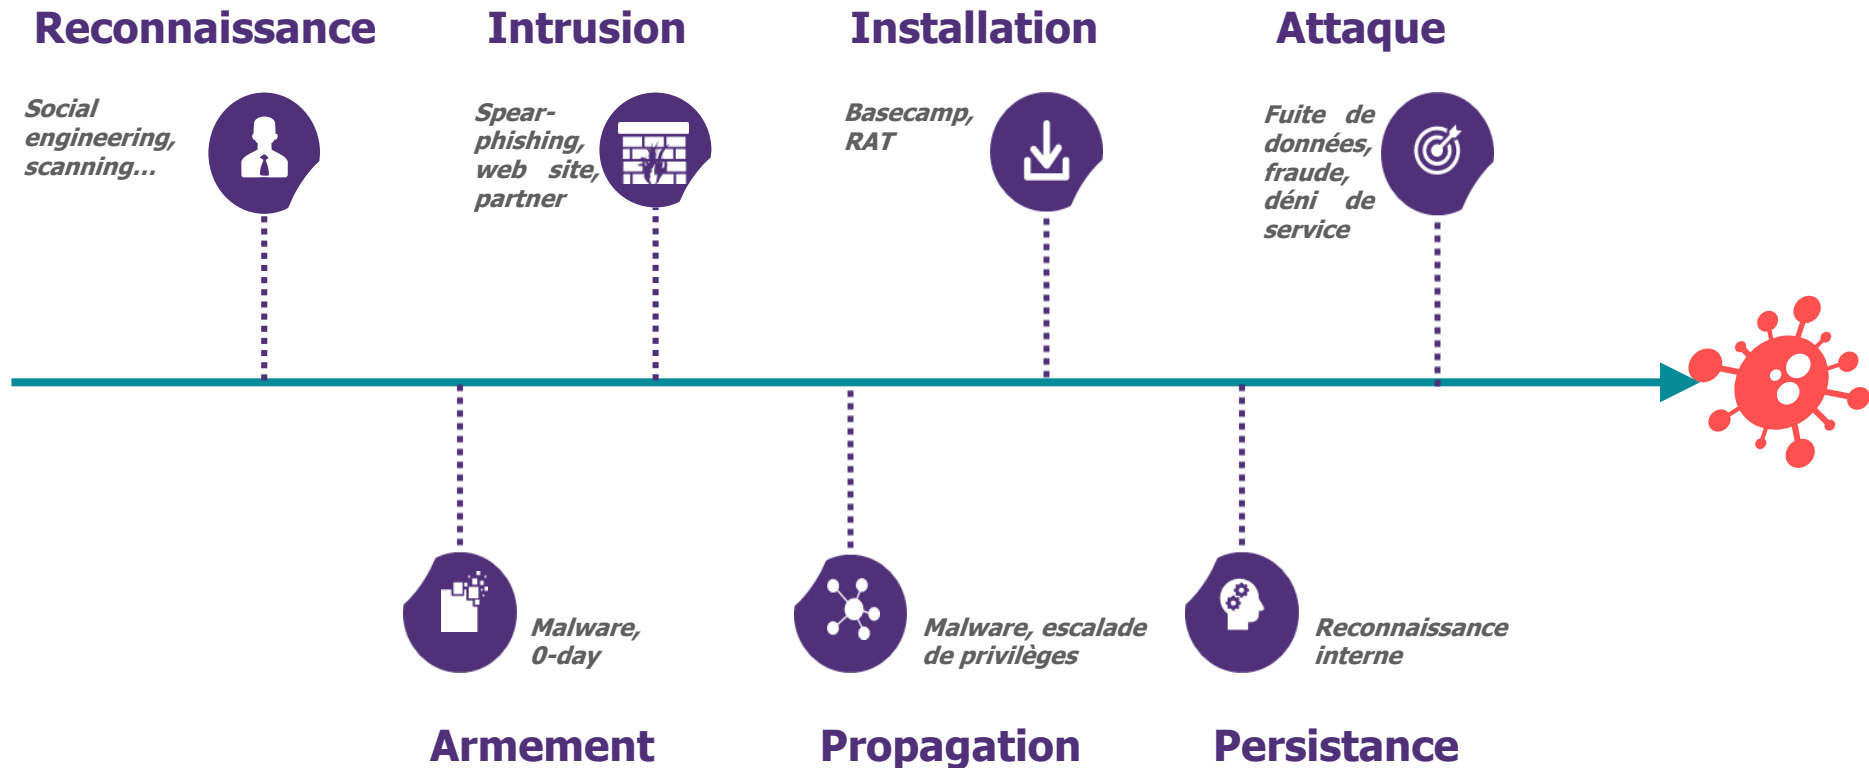 Reconnaissance
Intrusion
Installation
Attaque
Social
engineering,
scanning...
Spear-
phishing,
web site,
partner
Basecamp,
RAT
Fuite de
données,
fraude,
déni de
service
Malware,
0-day
Malware, escalade
de privilèges
Reconnaissance
interne
Armement
Propagation
Persistance